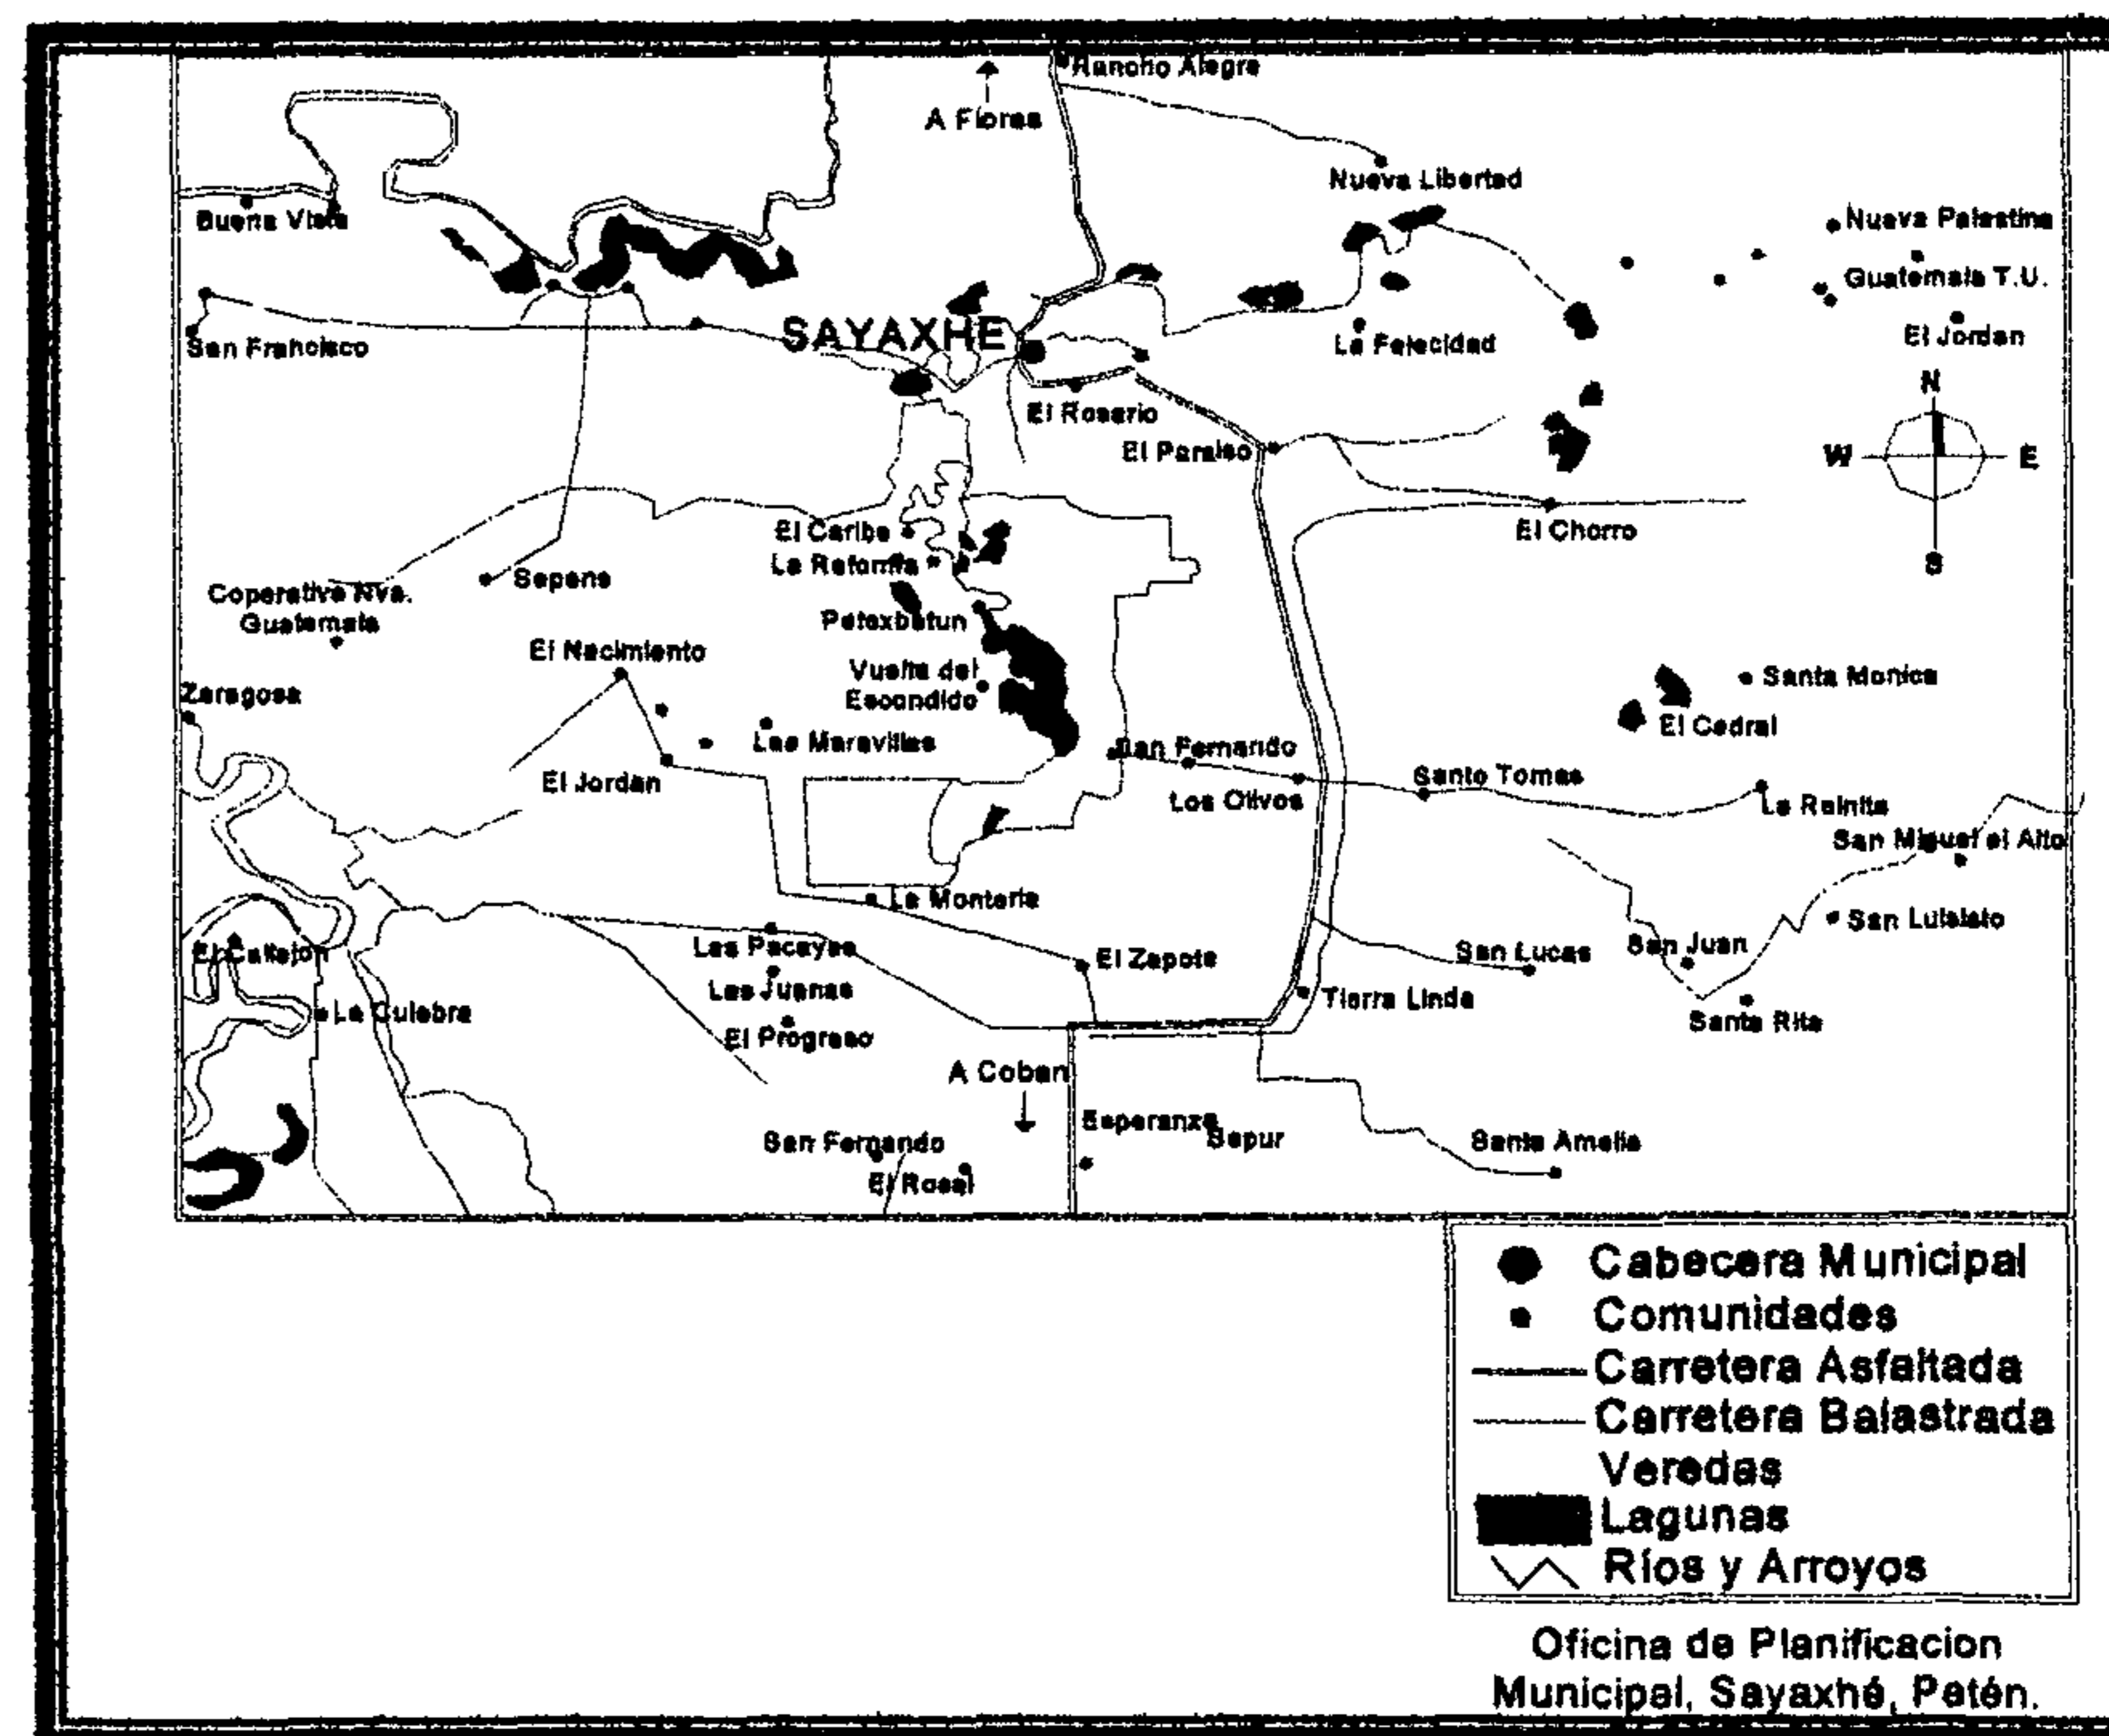 Rancho Alegre
A Flores
Nueva Libertad
Buena Vista
Nueva Palestina
Guatemala T.U.
El Jordan
San Francisco
SAYAXHE
La Felecidad
N
W E
S
El Rosario
El Paraiso
El Chorro
El Caribe
La Reforma
Sepens
Coperativa Nva.
Guatemala
Petexbatun
El Nacimiento
Vuelta del
Escondido
Zaragosa
Santa Monica
El Cedral
Las Maravillas
San Fernando
El Jordan
Los Olivos
Santo Tomas
La Reinita
San Miguel el Alto
La Monteria
San Luisisto
El Callejon
Las Pacayas
El Zapote
San Lucas
San Juan
Las Juanas
La Culebra
Tierra Linda
Santa Rita
El Progreso
A Coban
Esperanza
Sepur
San Fernando
Santa Amelia
El Rosal
Cabecera Municipal
Comunidades
Carretera Asfaltada
Carretera Balastrada
Veredas
Lagunas
Ríos y Arroyos
Oficina de Planificacion
Municipal, Sayaxhé, Petén.